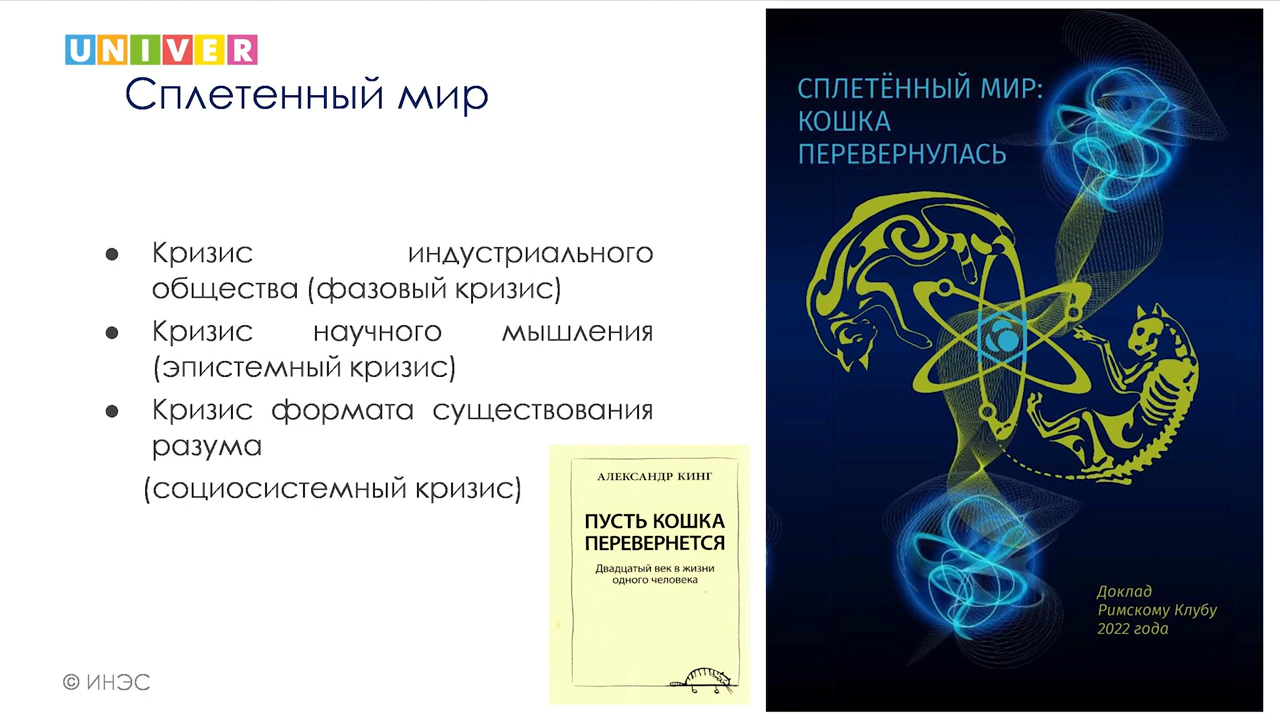 UNIVER
Сплетенный мир
● Кризис индустриального
общества (фазовый кризис)
● Кризис научного мышления
(эпистемный кризис)
● Кризис формата существования
разума
(социосистемный кризис)
АЛЕКСАНДР КИНГ
ПУСТЬ КОШКА
ПЕРЕВЕРНЕТСЯ
Двадцатый век в жизни
одного человека
© ИНЭС
СПЛЕТЁННЫЙ МИР:
КОШКА
ПЕРЕВЕРНУЛАСЬ
Доклад
Римскому Клубу
2022 года